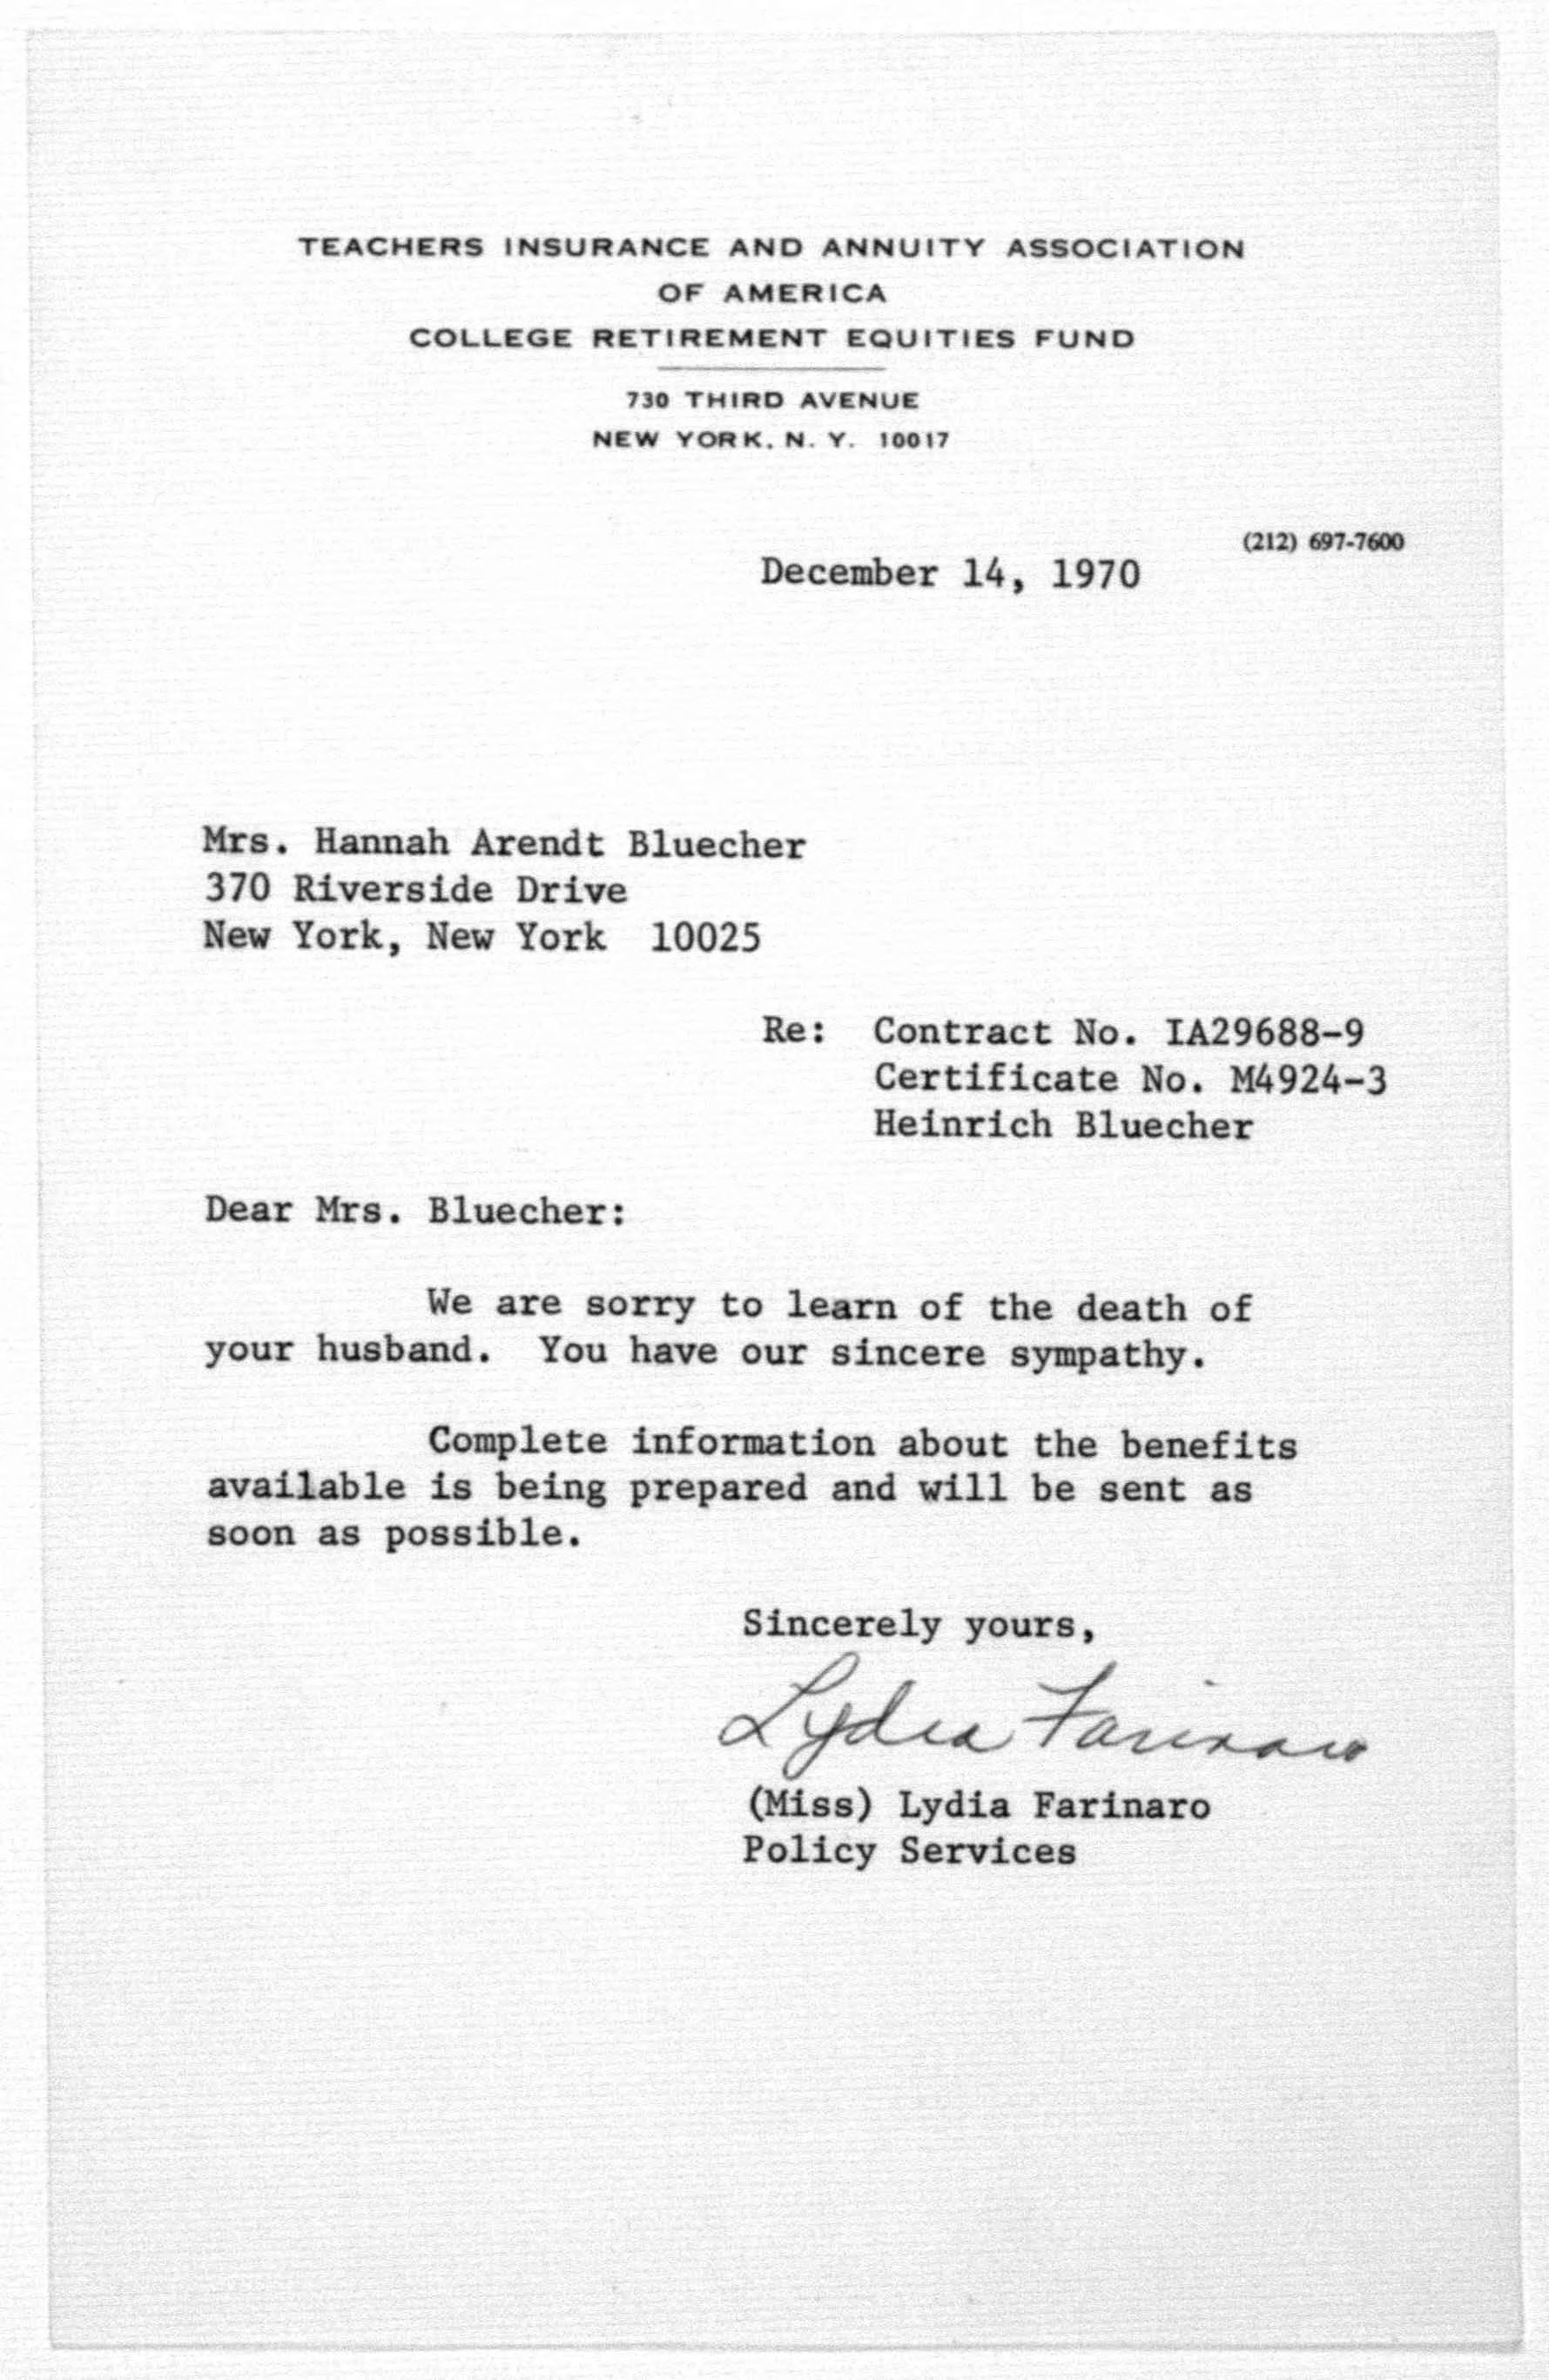 TEACHERS INSURANCE AND ANNUITY ASSOCIATION
OF AMERICA
COLLEGE RETIREMENT EQUITIES FUND
730 THIRD AVENUE
NEW YORK, N. Y. 10017
(212) 697-7600
December 14, 1970
Mrs. Hannah Arendt Bluecher
370 Riverside Drive
New York, New York 10025
Re: Contract No. IA29688-9
Certificate No. M4924-3
Heinrich Bluecher
Dear Mrs. Bluecher:
We are sorry to learn of the death of
your husband. You have our sincere sympathy.
Complete information about the benefits
available is being prepared and will be sent as
soon as possible.
Sincerely yours,
Lydia Farinaro
(Miss) Lydia Farinaro
Policy Services